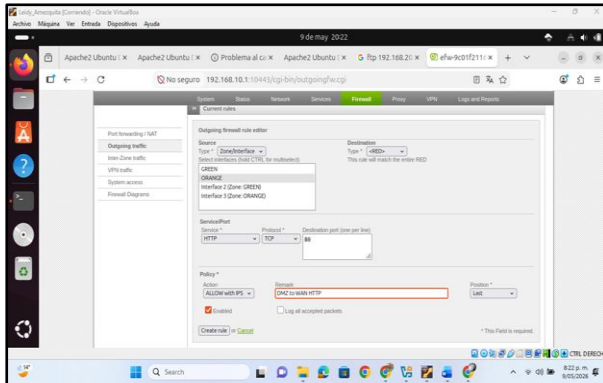 Leidy_Amezquita [Corriendo] - Oracle VirtualBox
Archivo Máquina Ver Entrada Dispositivos Ayuda
9 de may 2022
Apache2 Ubuntu Apache2 Ubuntu Problema al ca Apache2 Ubuntu ftp 192.168.20 efw-9c01f211
No seguro 192.168.10.1:10443/cgi-bin/outgoingfw.cgi
System Status Network Services Firewall Proxy VPN Logs and Reports
Current rules
Port forwarding / NAT
Outgoing traffic
Inter-Zone traffic
VPN traffic
System access
Firewall Diagrams
Outgoing firewall rule editor
Source Destination
Type * Zone/Interface Type * <RED>
Select interfaces (hold CTRL for multiselect) This rule will match the entire RED
GREEN
ORANGE
Interface 2 (Zone: GREEN)
Interface 3 (Zone: ORANGE)
Service/Port
Service * Protocol * Destination port (one per line)
HTTP TCP 80
Policy *
Action Remark Position *
ALLOW with IPS DMZ to WAN HTTP Last
Enabled Log all accepted packets
Create rule or Cancel * This Field is required.
CTRL DERECH
14° Search 8:22 p. m.
9/05/2026